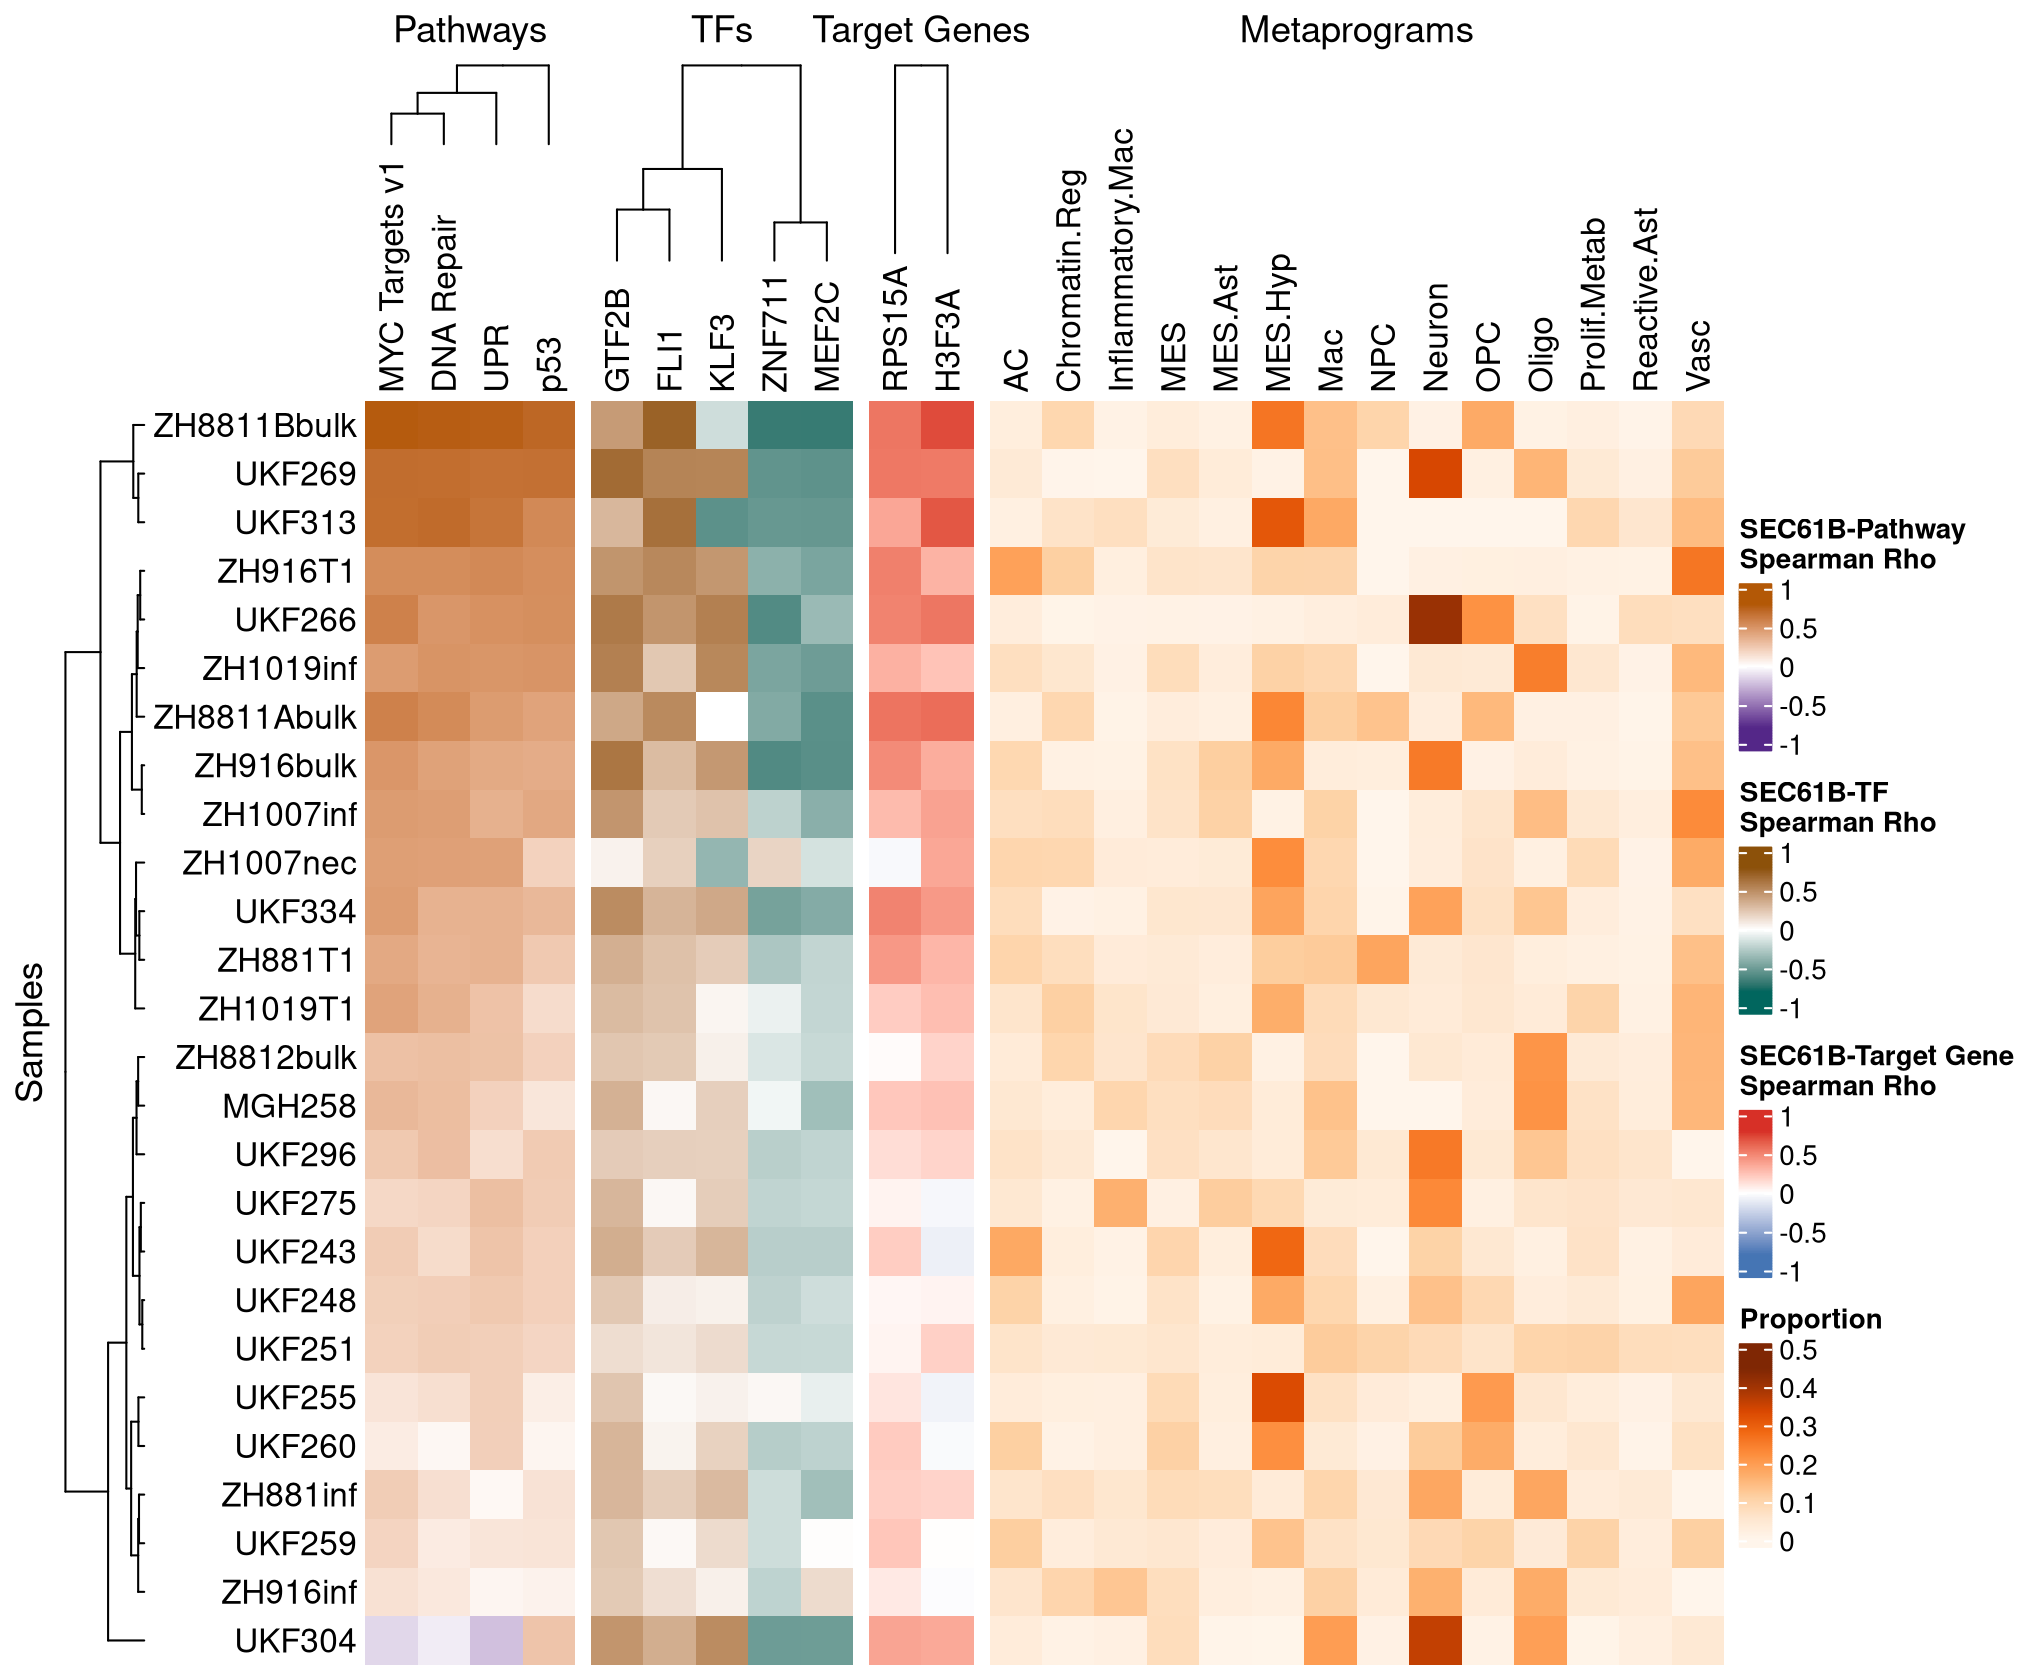 Pathways
TFs
Target Genes
Metaprograms
MYC Targets v1
DNA Repair
UPR
p53
GTF2B
FLI1
KLF3
ZNF711
MEF2C
RPS15A
H3F3A
AC
Chromatin.Reg
Inflammatory.Mac
MES
MES.Ast
MES.Hyp
Mac
NPC
Neuron
OPC
Oligo
Prolif.Metab
Reactive.Ast
Vasc
Samples
ZH8811Bbulk
UKF269
UKF313
ZH916T1
UKF266
ZH1019inf
ZH8811Abulk
ZH916bulk
ZH1007inf
ZH1007nec
UKF334
ZH881T1
ZH1019T1
ZH8812bulk
MGH258
UKF296
UKF275
UKF243
UKF248
UKF251
UKF255
UKF260
ZH881inf
UKF259
ZH916inf
UKF304
SEC61B-Pathway
Spearman Rho
1
0.5
0
-0.5
-1
SEC61B-TF
Spearman Rho
1
0.5
0
-0.5
-1
SEC61B-Target Gene
Spearman Rho
1
0.5
0
-0.5
-1
Proportion
0.5
0.4
0.3
0.2
0.1
0